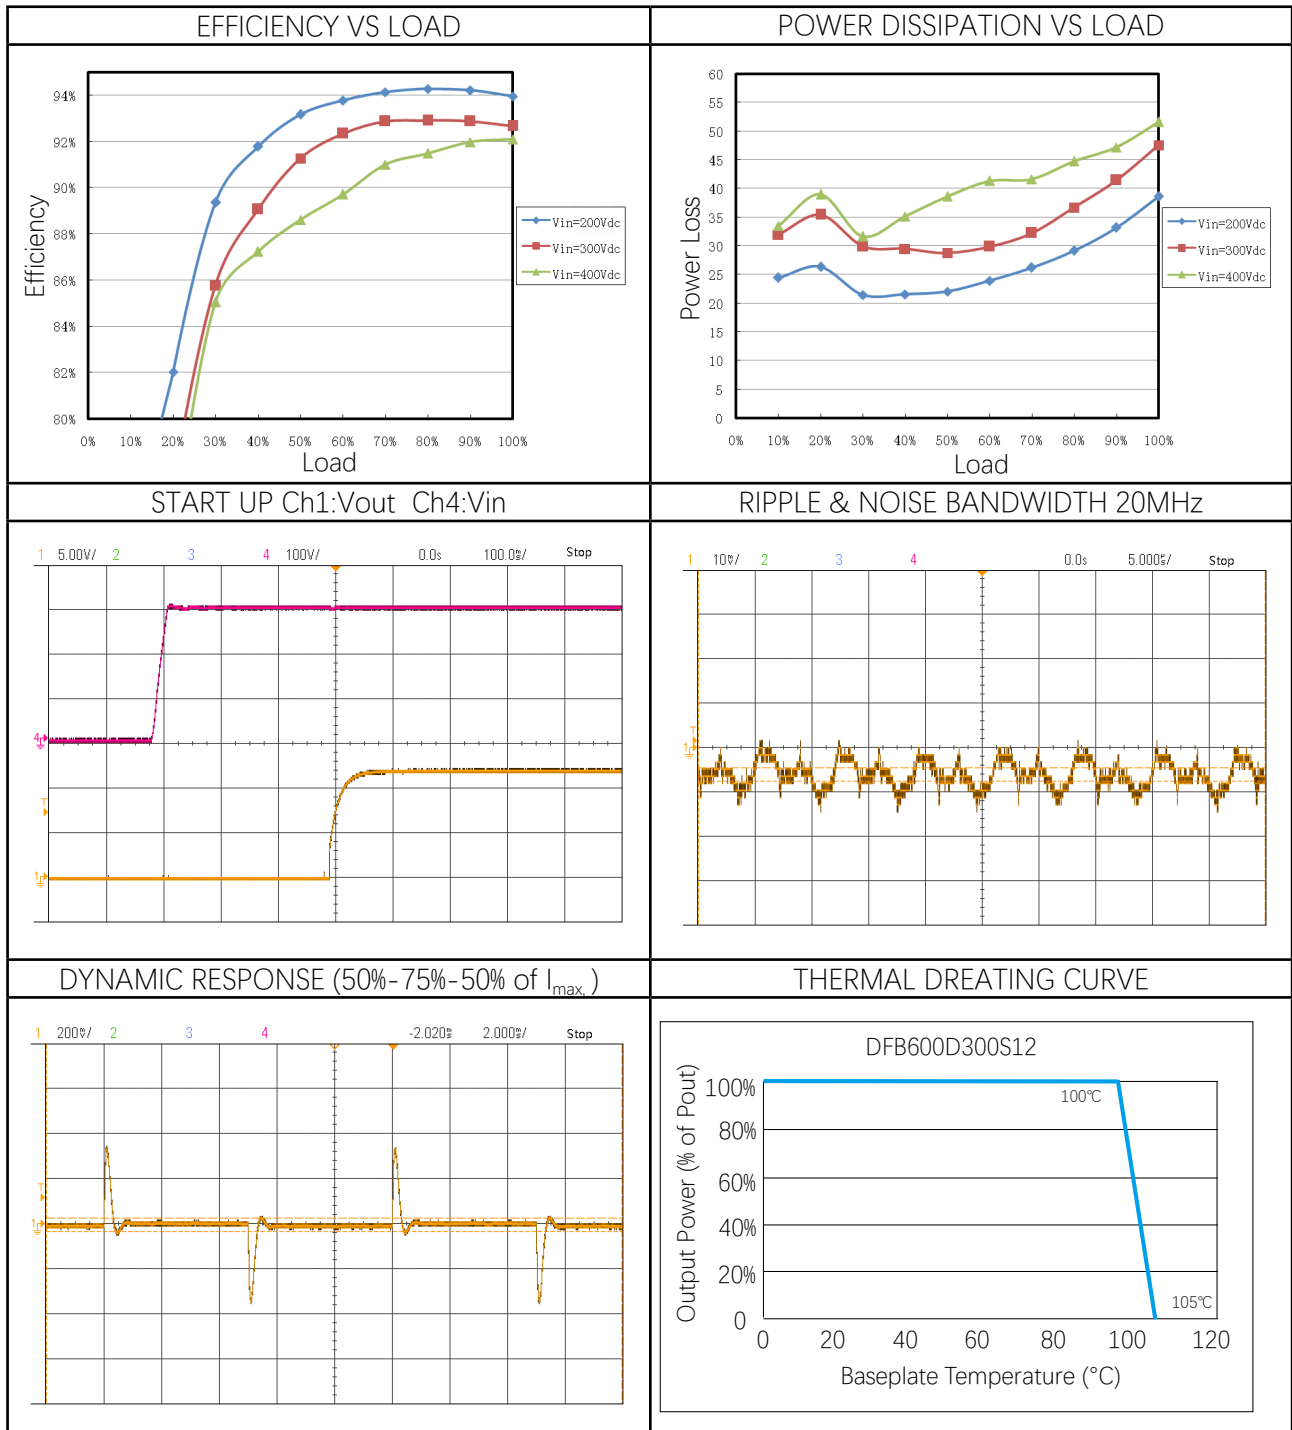 EFFICIENCY VS LOAD
94%
92%
90%
88%
86%
84%
82%
80%
Efficiency
0% 10% 20% 30% 40% 50% 60% 70% 80% 90% 100%
Load
Vin=200Vdc
Vin=300Vdc
Vin=400Vdc
POWER DISSIPATION VS LOAD
60
55
50
45
40
35
30
25
20
15
10
5
0
Power Loss
0% 10% 20% 30% 40% 50% 60% 70% 80% 90% 100%
Load
Vin=200Vdc
Vin=300Vdc
Vin=400Vdc
START UP Ch1:Vout Ch4:Vin
1 5.00V/ 2 3 4 100V/ 0.0s 100.0ms/ Stop
4
T
1
RIPPLE & NOISE BANDWIDTH 20MHz
1 10mV/ 2 3 4 0.0s 5.000ms/ Stop
T
1
DYNAMIC RESPONSE (50%-75%-50% of Imax, )
1 200mV/ 2 3 4 -2.020ms 2.000ms/ Stop
T
1
THERMAL DREATING CURVE
DFB600D300S12
100%
80%
60%
40%
20%
0
Output Power (% of Pout)
100℃
105℃
0 20 40 60 80 100 120
Baseplate Temperature (°C)